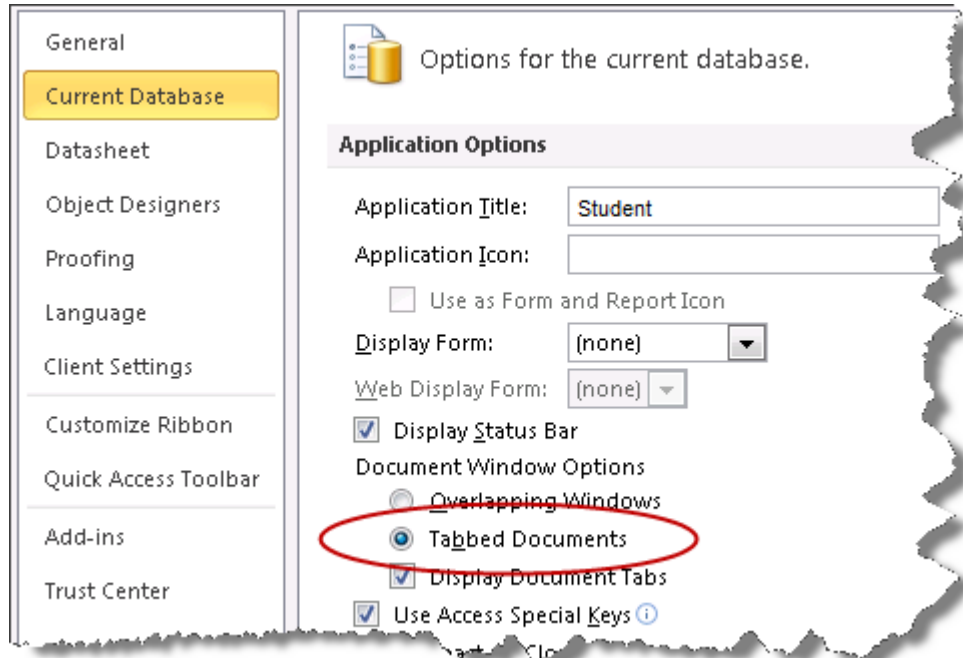 General
Current Database
Datasheet
Object Designers
Proofing
Language
Client Settings
Customize Ribbon
Quick Access Toolbar
Add-ins
Trust Center
Options for the current database.
Application Options
Application Title: Student
Application Icon:
Use as Form and Report Icon
Display Form: (none)
Web Display Form: (none)
Display Status Bar
Document Window Options
Overlapping Windows
Tabbed Documents
Display Document Tabs
Use Access Special Keys